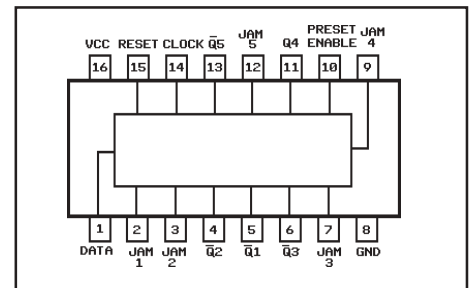 VCC RESET CLOCK Q̅5 JAM 5 Q4 PRESET ENABLE JAM 4
16 15 14 13 12 11 10 9
1 2 3 4 5 6 7 8
DATA JAM 1 JAM 2 Q̅2 Q̅1 Q̅3 JAM 3 GND